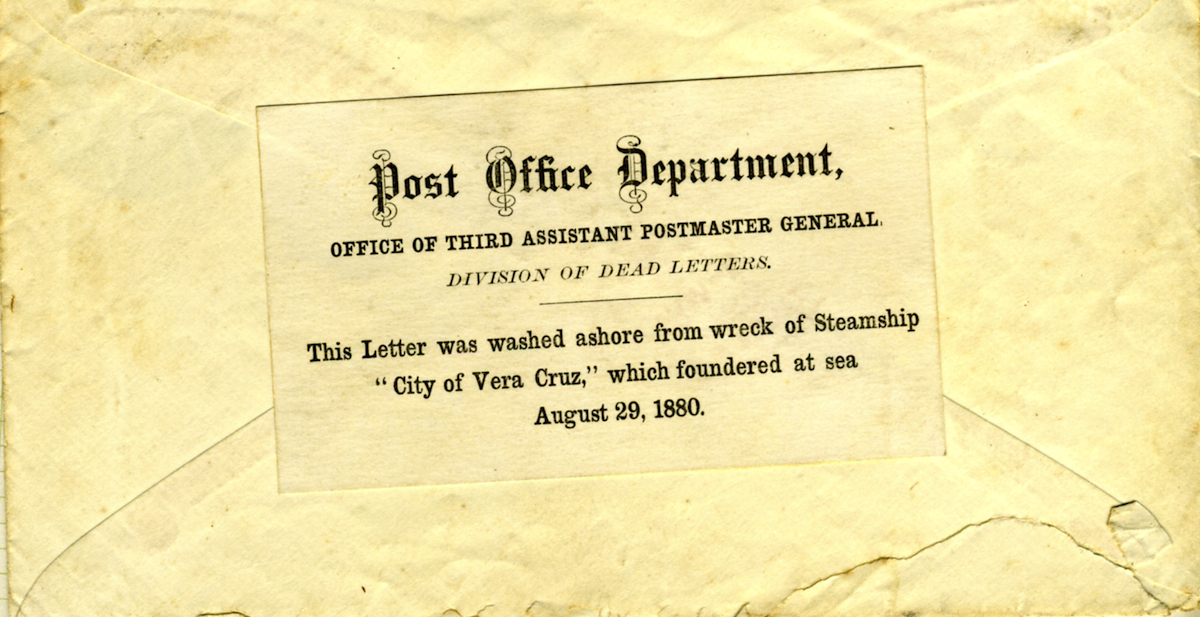 Post Office Department,
OFFICE OF THIRD ASSISTANT POSTMASTER GENERAL.
DIVISION OF DEAD LETTERS.
This Letter was washed ashore from wreck of Steamship
“City of Vera Cruz,” which foundered at sea
August 29, 1880.